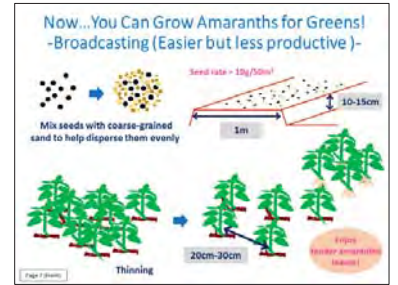 Now...You Can Grow Amaranths for Greens!
-Broadcasting (Easier but less productive )-
Seed rate = 10g/50m²
10-15cm
1m
Mix seeds with coarse-grained
sand to help disperse them evenly
20cm-30cm
Thinning
Enjoy
tender amaranths
leaves!